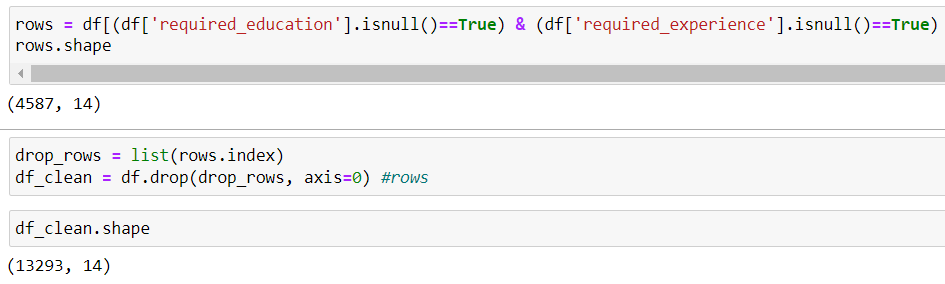 rows = df[(df['required_education'].isnull()==True) & (df['required_experience'].isnull()==True)
rows.shape
(4587, 14)
drop_rows = list(rows.index)
df_clean = df.drop(drop_rows, axis=0) #rows
df_clean.shape
(13293, 14)